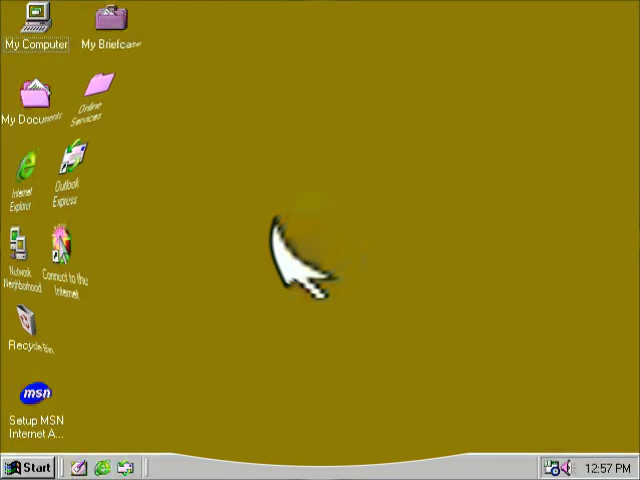 My Computer
My Briefcase
My Documents
Online
Services
Internet
Explorer
Outlook
Express
Network
Neighborhood
Connect to the
Internet
Recycle Bin
msn
Setup MSN
Internet A...
Start
12:57 PM